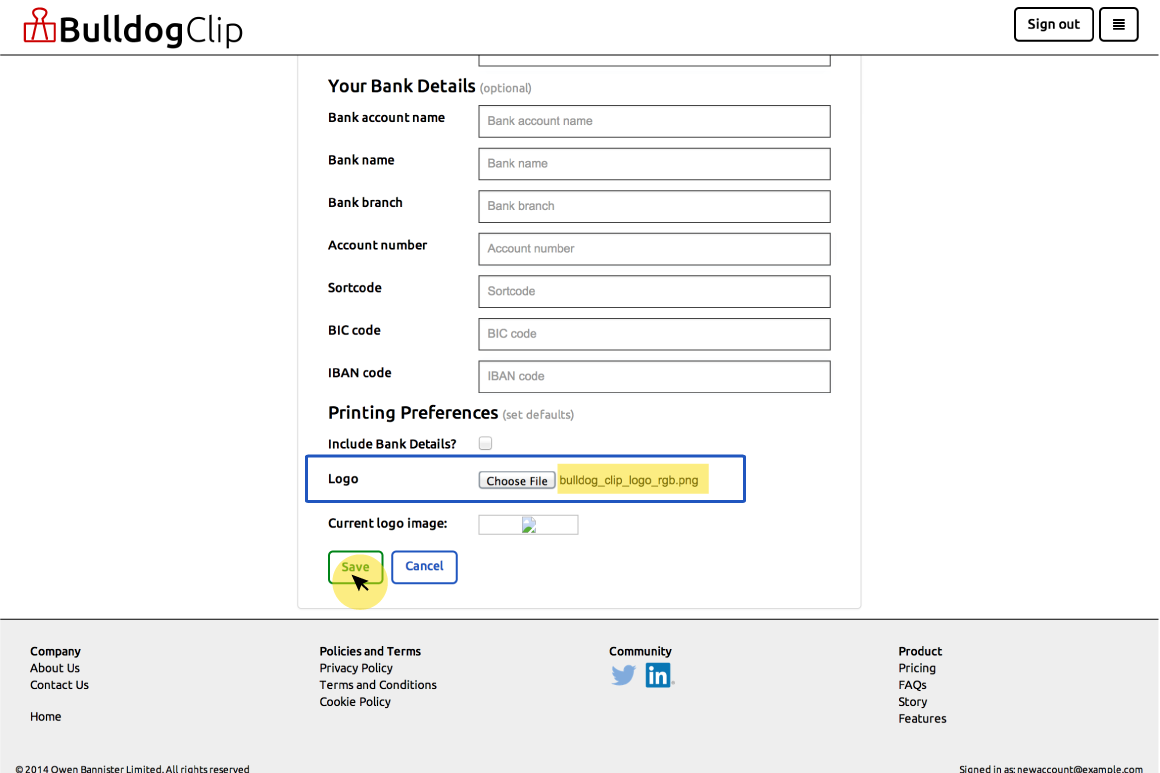 BulldogClip
Sign out
Your Bank Details (optional)
Bank account name Bank account name
Bank name Bank name
Bank branch Bank branch
Account number Account number
Sortcode Sortcode
BIC code BIC code
IBAN code IBAN code
Printing Preferences (set defaults)
Include Bank Details?
Logo Choose File bulldog_clip_logo_rgb.png
Current logo image:
Save Cancel
Company Policies and Terms Community Product
About Us Privacy Policy Pricing
Contact Us Terms and Conditions in FAQs
Cookie Policy Story
Home Features
© 2014 Owen Bannister Limited. All rights reserved Signed in as: newaccount@example.com